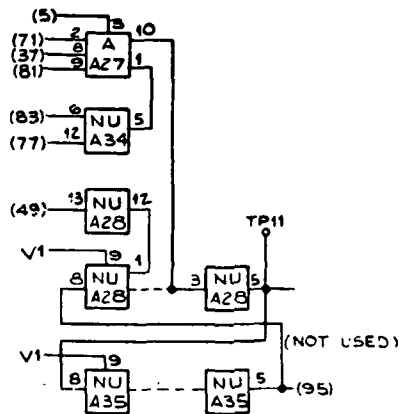 (5) 3
(71) 2 A 10
(37) 8
(81) 9 A27 1
(83) 6 NU 5
(77) 12 A34
(49) 13 NU 12
A28
TP11
V1 9 1
8 NU 3 NU 5
A28 A28
(NOT USED)
V1 9
8 NU NU 5 (95)
A35 A35